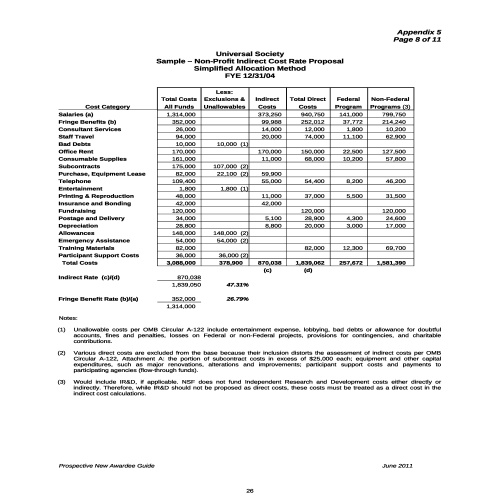 Appendix 5
Page 8 of 11
Universal Society
Sample – Non-Profit Indirect Cost Rate Proposal
Simplified Allocation Method
FYE 12/31/04
Less:
Total Costs Exclusions & Indirect Total Direct Federal Non-Federal
Cost Category All Funds Unallowables Costs Costs Program Programs (3)
Salaries (a) 1,314,000 373,250 940,750 141,000 799,750
Fringe Benefits (b) 352,000 99,988 252,012 37,772 214,240
Consultant Services 26,000 14,000 12,000 1,800 10,200
Staff Travel 94,000 20,000 74,000 11,100 62,900
Bad Debts 10,000 10,000 (1)
Office Rent 170,000 170,000 150,000 22,500 127,500
Consumable Supplies 161,000 11,000 68,000 10,200 57,800
Subcontracts 175,000 107,000 (2)
Purchase, Equipment Lease 82,000 22,100 (2) 59,900
Telephone 109,400 55,000 54,400 8,200 46,200
Entertainment 1,800 1,800 (1)
Printing & Reproduction 48,000 11,000 37,000 5,500 31,500
Insurance and Bonding 42,000 42,000
Fundraising 120,000 120,000 120,000
Postage and Delivery 34,000 5,100 28,900 4,300 24,600
Depreciation 28,800 8,800 20,000 3,000 17,000
Allowances 148,000 148,000 (2)
Emergency Assistance 54,000 54,000 (2)
Training Materials 82,000 82,000 12,300 69,700
Participant Support Costs 36,000 36,000 (2)
Total Costs 3,088,000 378,900 870,038 1,839,062 257,672 1,581,390
(c) (d)
Indirect Rate (c)/(d) 870,038
1,839,050 47.31%
Fringe Benefit Rate (b)/(a) 352,000 26.79%
1,314,000
Notes:
(1) Unallowable costs per OMB Circular A-122 include entertainment expense, lobbying, bad debts or allowance for doubtful
accounts, fines and penalties, losses on Federal or non-Federal projects, provisions for contingencies, and charitable
contributions.
(2) Various direct costs are excluded from the base because their inclusion distorts the assessment of indirect costs per OMB
Circular A-122, Attachment A: the portion of subcontract costs in excess of $25,000 each; equipment and other capital
expenditures, such as major renovations, alterations and improvements; participant support costs and payments to
participating agencies (flow-through funds).
(3) Would include IR&D, if applicable. NSF does not fund Independent Research and Development costs either directly or
indirectly. Therefore, while IR&D should not be proposed as direct costs, these costs must be treated as a direct cost in the
indirect cost calculations.
Prospective New Awardee Guide June 2011
26